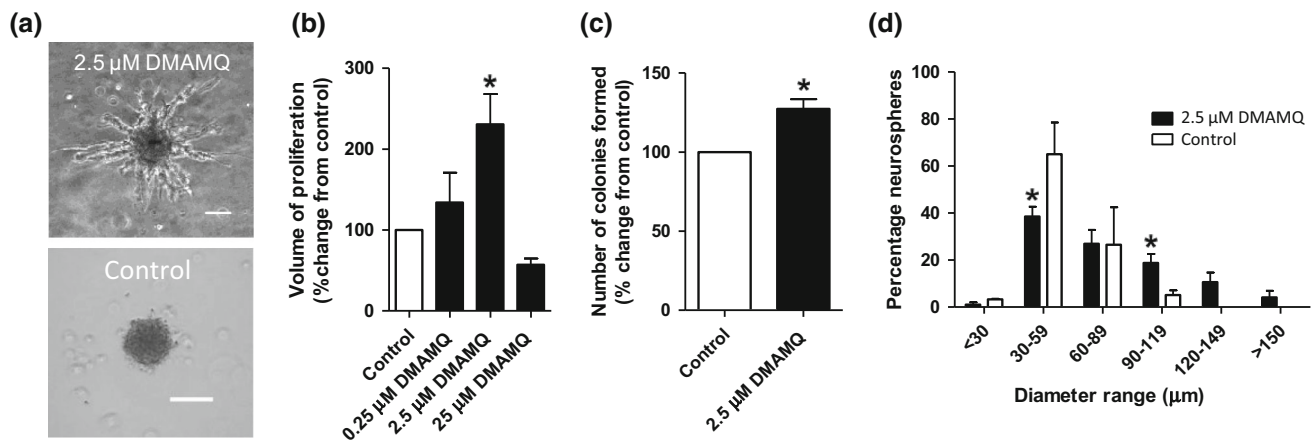 (a)
2.5 µM DMAMQ
Control
(b)
Volume of proliferation
(%change from control)
300
200
100
0
*
Control
0.25 µM DMAMQ
2.5 µM DMAMQ
25 µM DMAMQ
(c)
Number of colonies formed
(% change from control)
150
100
50
0
*
Control
2.5 µM DMAMQ
(d)
Percentage neurospheres
100
80
60
40
20
0
2.5 µM DMAMQ
Control
*
*
<30
30-59
60-89
90-119
120-149
>150
Diameter range (µm)